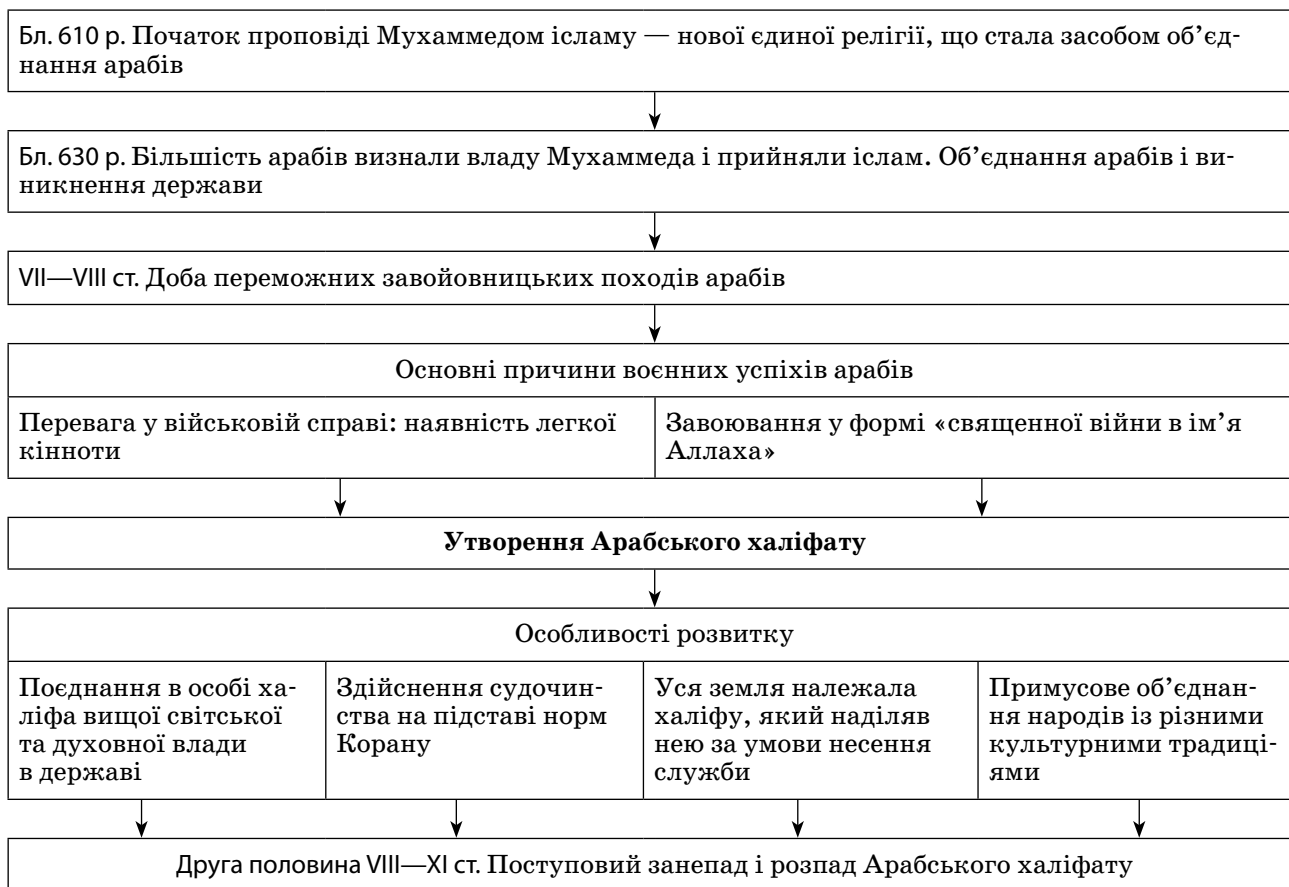 Бл. 610 р. Початок проповіді Мухаммедом ісламу — нової єдиної релігії, що стала засобом об’єд-
нання арабів
Бл. 630 р. Більшість арабів визнали владу Мухаммеда і прийняли іслам. Об’єднання арабів і ви-
никнення держави
VII—VIII ст. Доба переможних завойовницьких походів арабів
Основні причини воєнних успіхів арабів
Перевага у військовій справі: наявність легкої
кінноти
Завоювання у формі «священної війни в ім’я
Аллаха»
Утворення Арабського халіфату
Особливості розвитку
Поєднання в особі ха-
ліфа вищої світської
та духовної влади
в державі
Здійснення судочин-
ства на підставі норм
Корану
Уся земля належала
халіфу, який наділяв
нею за умови несення
служби
Примусове об’єднан-
ня народів із різними
культурними традиці-
ями
Друга половина VIII—XI ст. Поступовий занепад і розпад Арабського халіфату